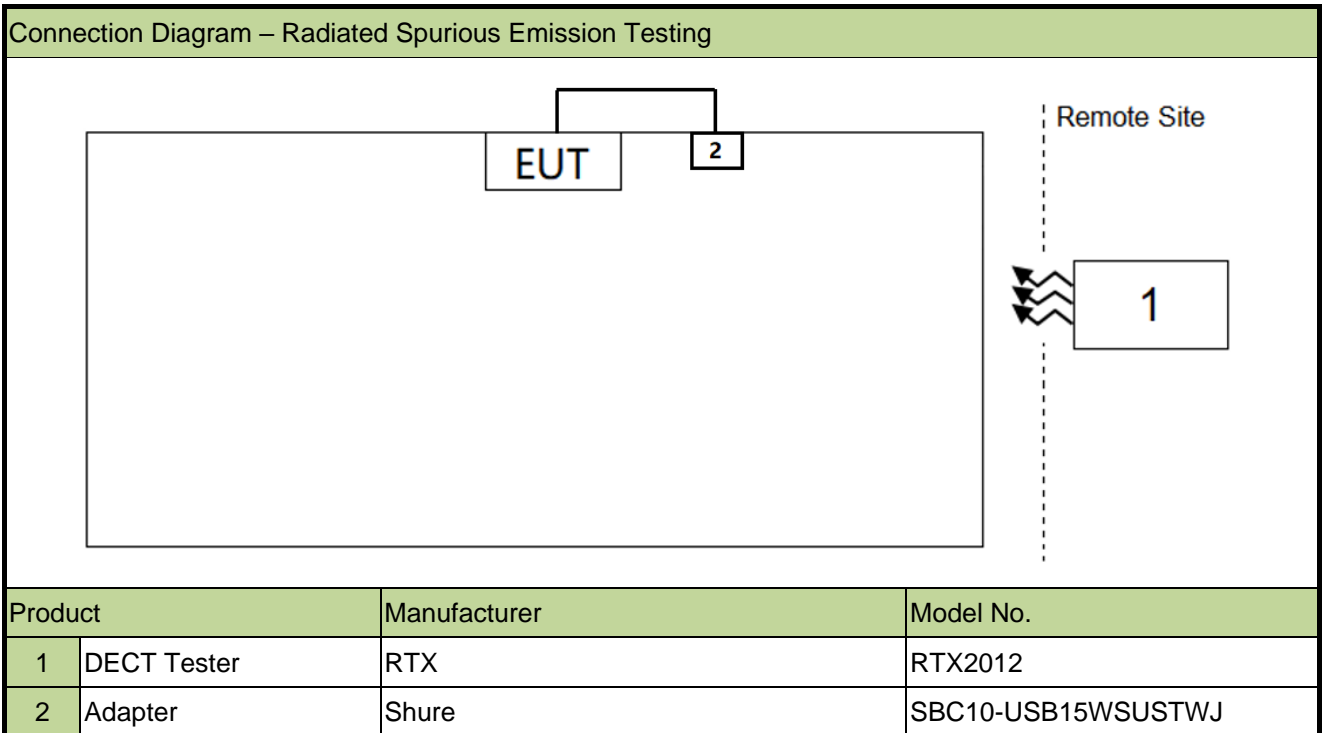 Connection Diagram – Radiated Spurious Emission Testing
Remote Site
EUT
2
1
Product Manufacturer Model No.
1 DECT Tester RTX RTX2012
2 Adapter Shure SBC10-USB15WSUSTWJ